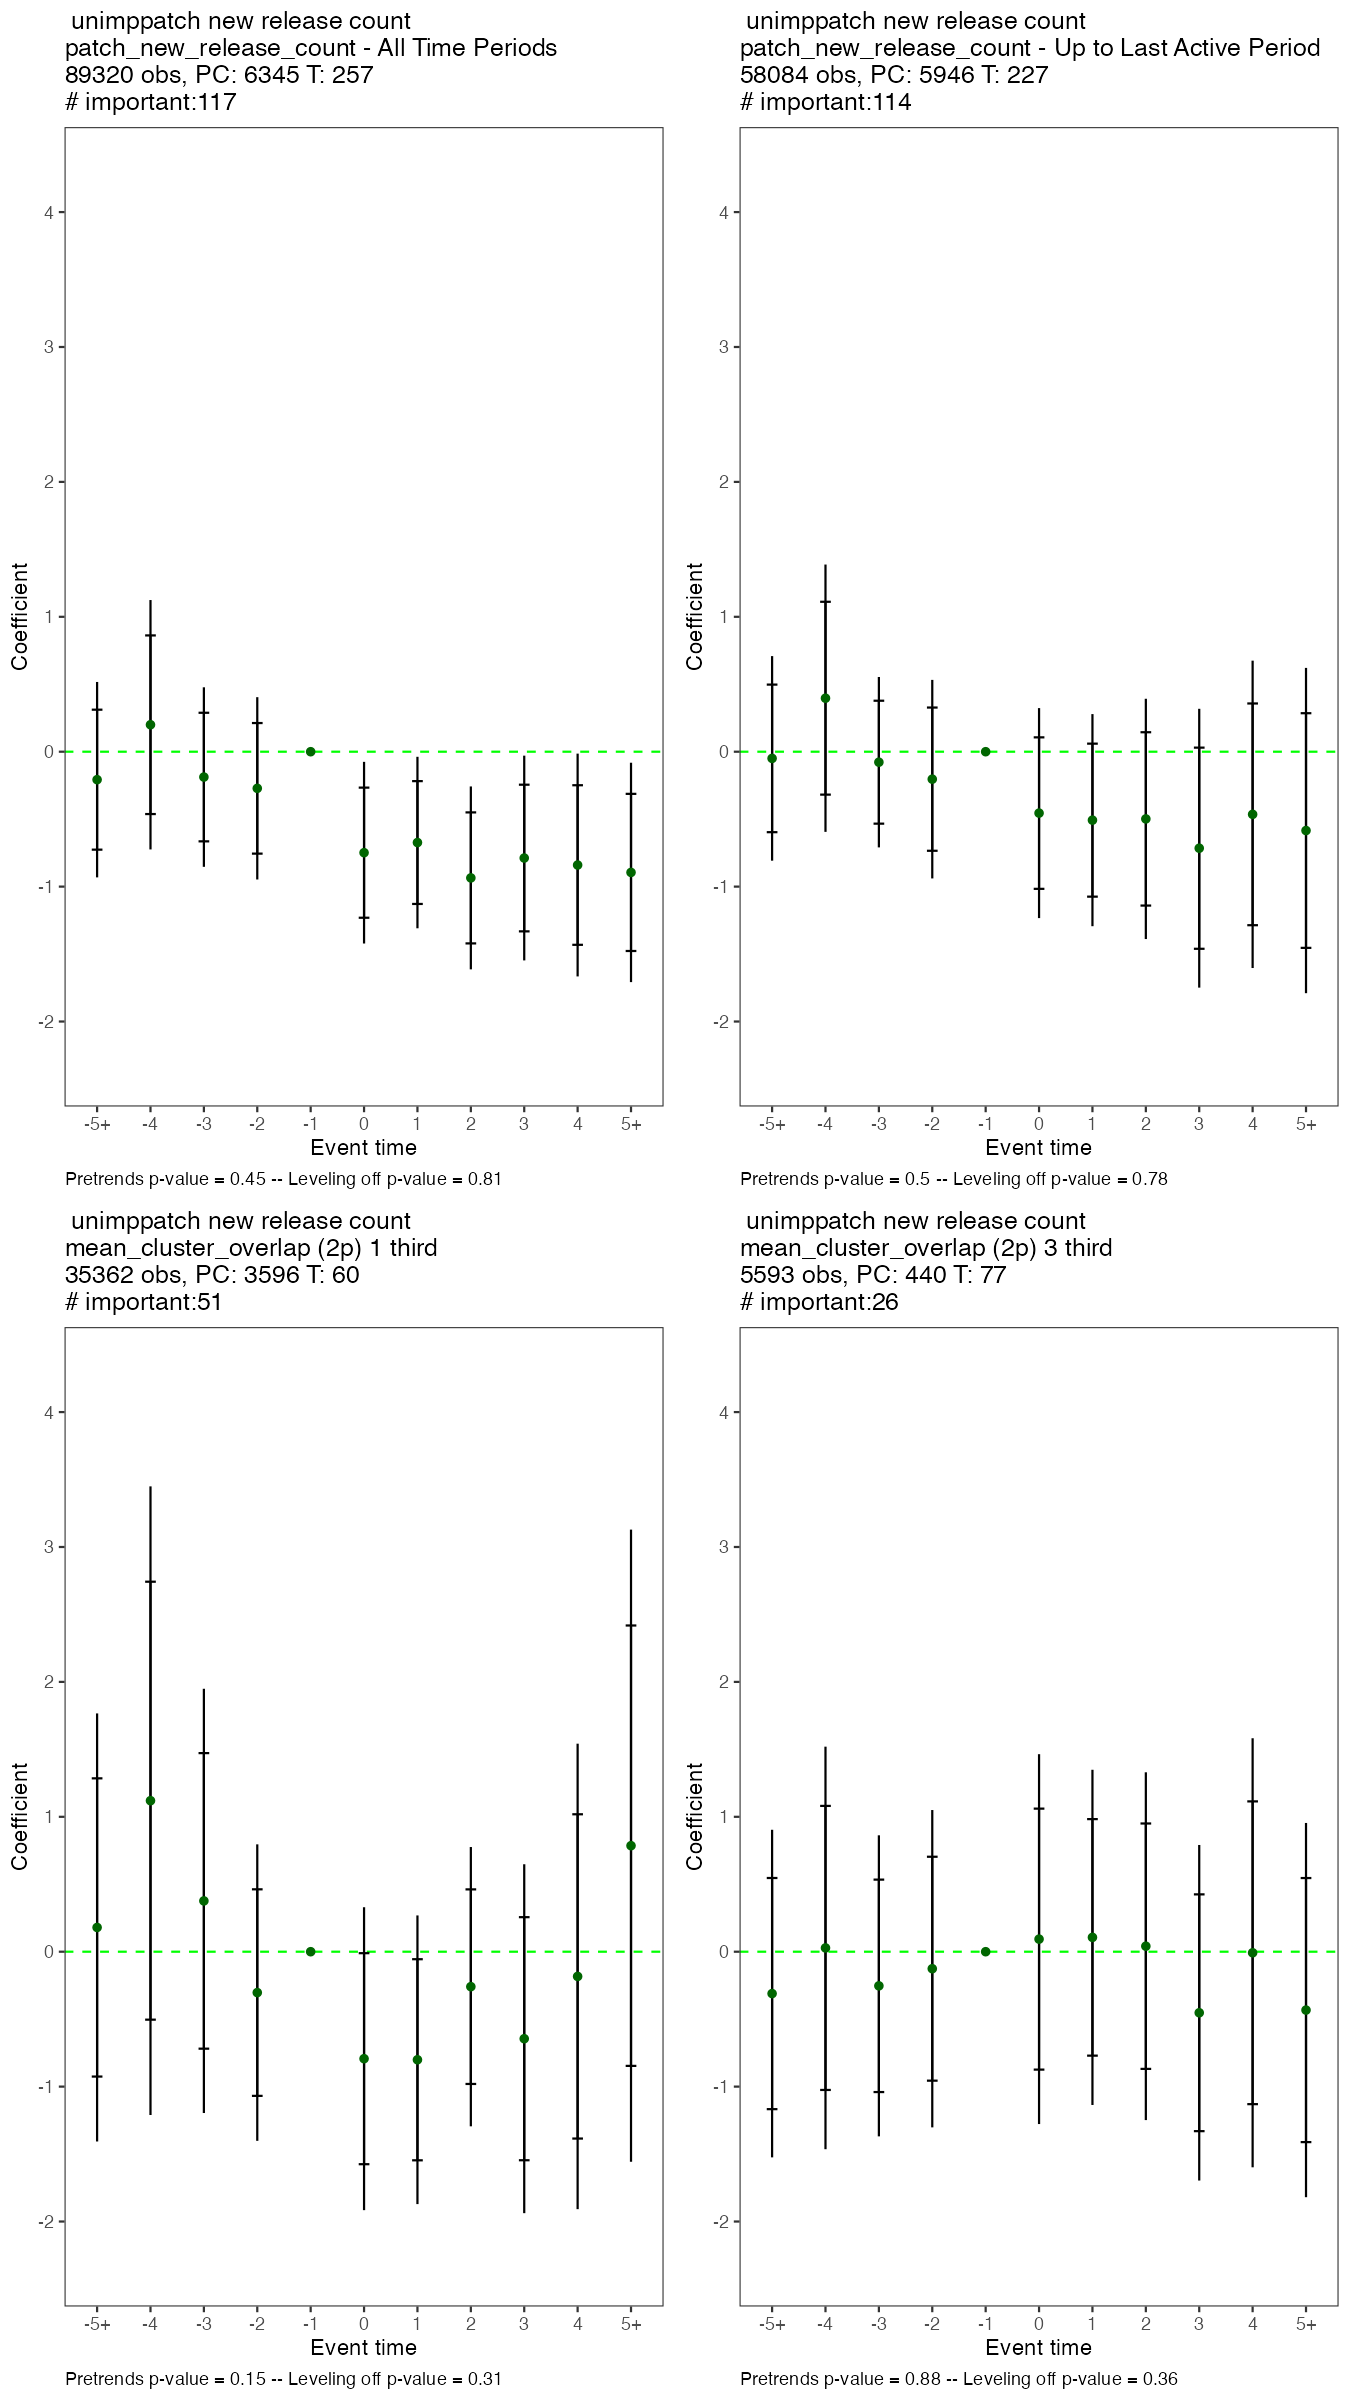 unimppatch new release count
patch_new_release_count - All Time Periods
89320 obs, PC: 6345 T: 257
# important:117
4
3
2
1
0
-1
-2
Coefficient
-5+ -4 -3 -2 -1 0 1 2 3 4 5+
Event time
Pretrends p-value = 0.45 -- Leveling off p-value = 0.81
unimppatch new release count
patch_new_release_count - Up to Last Active Period
58084 obs, PC: 5946 T: 227
# important:114
4
3
2
1
0
-1
-2
Coefficient
-5+ -4 -3 -2 -1 0 1 2 3 4 5+
Event time
Pretrends p-value = 0.5 -- Leveling off p-value = 0.78
unimppatch new release count
mean_cluster_overlap (2p) 1 third
35362 obs, PC: 3596 T: 60
# important:51
4
3
2
1
0
-1
-2
Coefficient
-5+ -4 -3 -2 -1 0 1 2 3 4 5+
Event time
Pretrends p-value = 0.15 -- Leveling off p-value = 0.31
unimppatch new release count
mean_cluster_overlap (2p) 3 third
5593 obs, PC: 440 T: 77
# important:26
4
3
2
1
0
-1
-2
Coefficient
-5+ -4 -3 -2 -1 0 1 2 3 4 5+
Event time
Pretrends p-value = 0.88 -- Leveling off p-value = 0.36